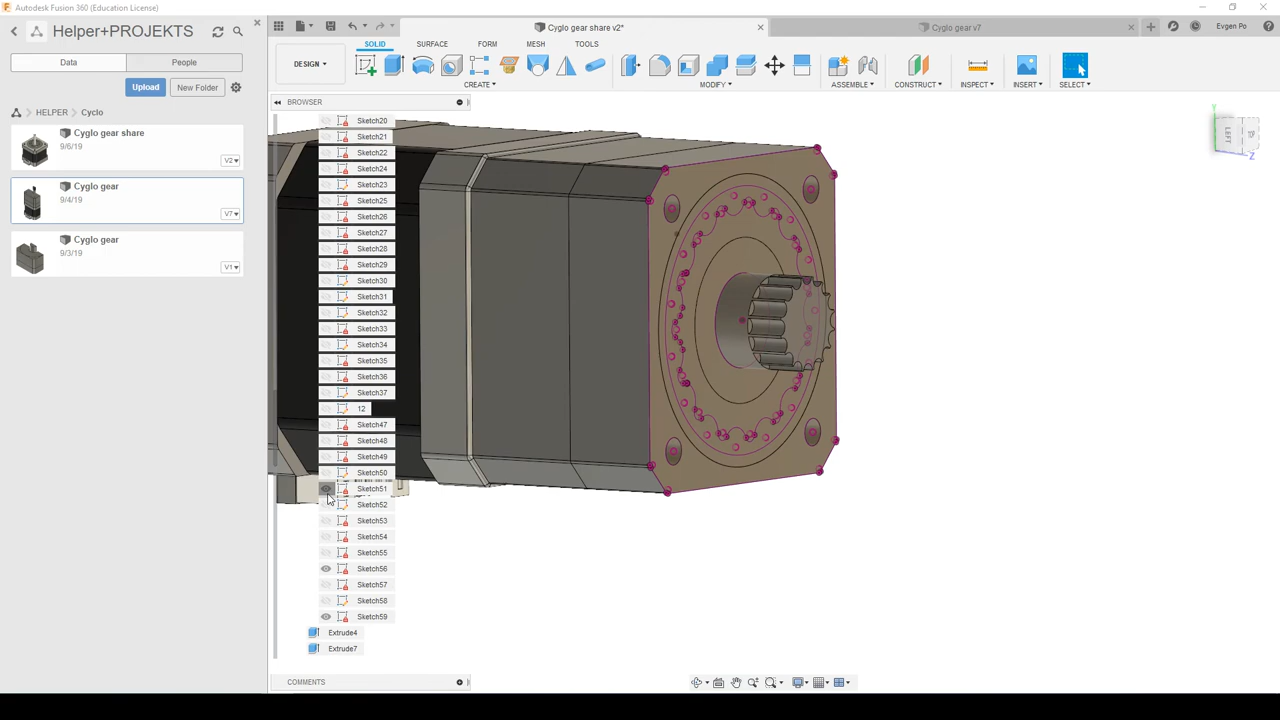 Autodesk Fusion 360 (Education License)
Helper+PROJEKTS
Cyglo gear share v2*
Cyglo gear v7
Evgen Po
Data
People
DESIGN
SOLID
SURFACE
FORM
MESH
TOOLS
Upload
New Folder
CREATE
MODIFY
ASSEMBLE
CONSTRUCT
INSPECT
INSERT
SELECT
HELPER
Cyclo
BROWSER
Cyglo gear share
9/6/19
V2
Cyglo gear
9/4/19
V7
Cyglo gear
9/3/19
V1
Sketch20
Sketch21
Sketch22
Sketch24
Sketch23
Sketch25
Sketch26
Sketch27
Sketch28
Sketch29
Sketch30
Sketch31
Sketch32
Sketch33
Sketch34
Sketch35
Sketch36
Sketch37
12
Sketch47
Sketch48
Sketch49
Sketch50
Sketch51
Sketch52
Sketch53
Sketch54
Sketch55
Sketch56
Sketch57
Sketch58
Sketch59
Extrude4
Extrude7
Y
LEFT
Z
COMMENTS